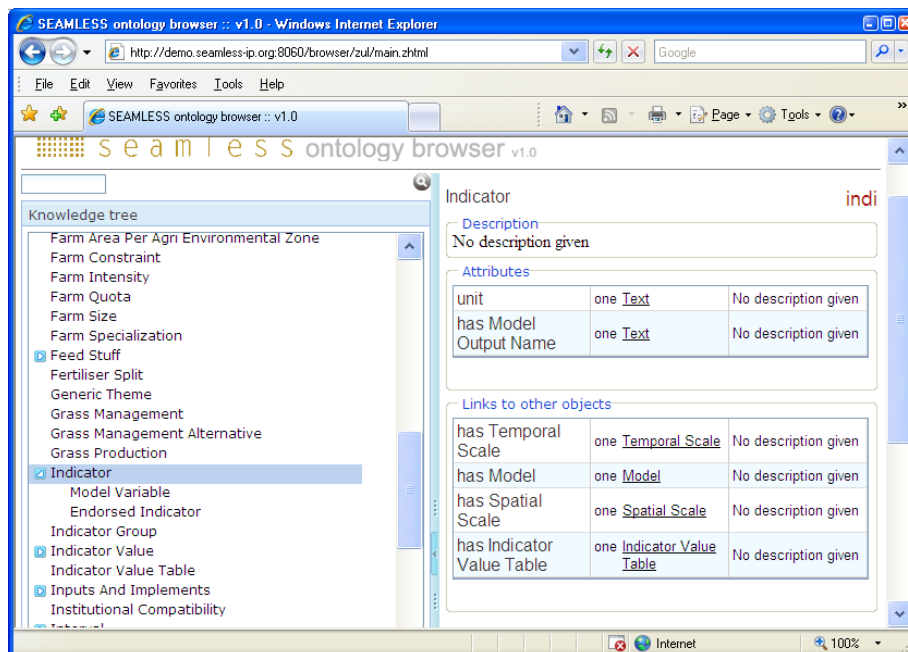 SEAMLESS ontology browser :: v1.0 - Windows Internet Explorer
http://demo.seamless-ip.org:8060/browser/zul/main.zhtml
Google
File Edit View Favorites Tools Help
SEAMLESS ontology browser :: v1.0
Page Tools
»
seamless ontology browser v1.0
Knowledge tree
Farm Area Per Agri Environmental Zone
Farm Constraint
Farm Intensity
Farm Quota
Farm Size
Farm Specialization
Feed Stuff
Fertiliser Split
Generic Theme
Grass Management
Grass Management Alternative
Grass Production
Indicator
Model Variable
Endorsed Indicator
Indicator Group
Indicator Value
Indicator Value Table
Inputs And Implements
Institutional Compatibility
Interval
Indicator
indi
Description
No description given
Attributes
unit one Text No description given
has Model
Output Name one Text No description given
Links to other objects
has Temporal
Scale one Temporal Scale No description given
has Model one Model No description given
has Spatial
Scale one Spatial Scale No description given
has Indicator one Indicator Value
Value Table Table No description given
Internet
100%